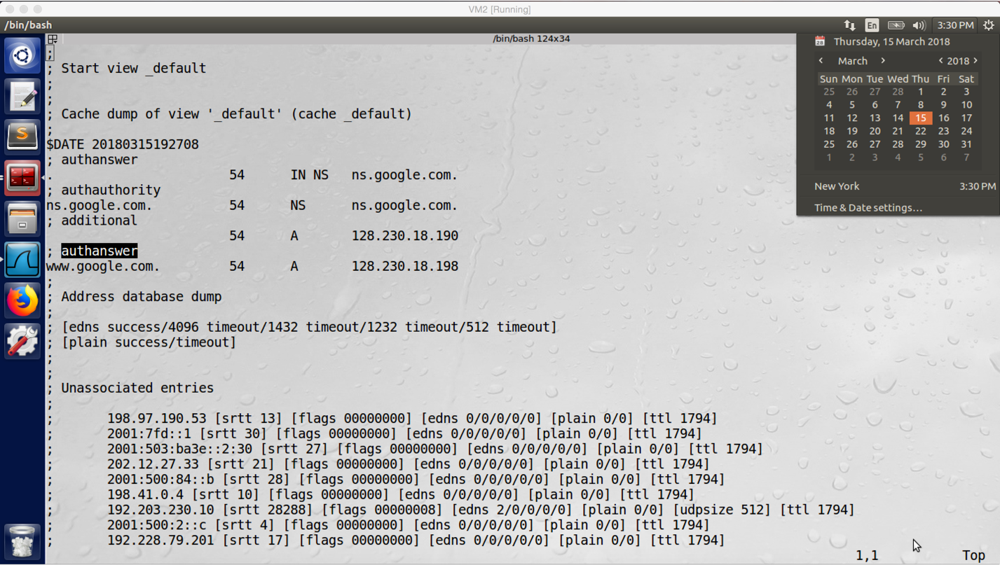 VM2 [Running]
/bin/bash
En
3:30 PM
/bin/bash 124x34
;
; Start view _default
;
;
; Cache dump of view '_default' (cache _default)
;
$DATE 20180315192708
; authanswer
. 54 IN NS ns.google.com.
; authauthority
ns.google.com. 54 NS ns.google.com.
; additional
54 A 128.230.18.190
; authanswer
www.google.com. 54 A 128.230.18.198
;
; Address database dump
;
; [edns success/4096 timeout/1432 timeout/1232 timeout/512 timeout]
; [plain success/timeout]
;
;
; Unassociated entries
;
; 198.97.190.53 [srtt 13] [flags 00000000] [edns 0/0/0/0/0] [plain 0/0] [ttl 1794]
; 2001:7fd::1 [srtt 30] [flags 00000000] [edns 0/0/0/0/0] [plain 0/0] [ttl 1794]
; 2001:503:ba3e::2:30 [srtt 27] [flags 00000000] [edns 0/0/0/0/0] [plain 0/0] [ttl 1794]
; 202.12.27.33 [srtt 21] [flags 00000000] [edns 0/0/0/0/0] [plain 0/0] [ttl 1794]
; 2001:500:84::b [srtt 28] [flags 00000000] [edns 0/0/0/0/0] [plain 0/0] [ttl 1794]
; 198.41.0.4 [srtt 10] [flags 00000000] [edns 0/0/0/0/0] [plain 0/0] [ttl 1794]
; 192.203.230.10 [srtt 28288] [flags 00000008] [edns 2/0/0/0/0] [plain 0/0] [udpsize 512] [ttl 1794]
; 2001:500:2::c [srtt 4] [flags 00000000] [edns 0/0/0/0/0] [plain 0/0] [ttl 1794]
; 192.228.79.201 [srtt 17] [flags 00000000] [edns 0/0/0/0/0] [plain 0/0] [ttl 1794]
1,1 Top
28 Thursday, 15 March 2018
< March > < 2018 >
Sun Mon Tue Wed Thu Fri Sat
25 26 27 28 1 2 3
4 5 6 7 8 9 10
11 12 13 14 15 16 17
18 19 20 21 22 23 24
25 26 27 28 29 30 31
1 2 3 4 5 6 7
New York 3:30 PM
Time & Date settings…